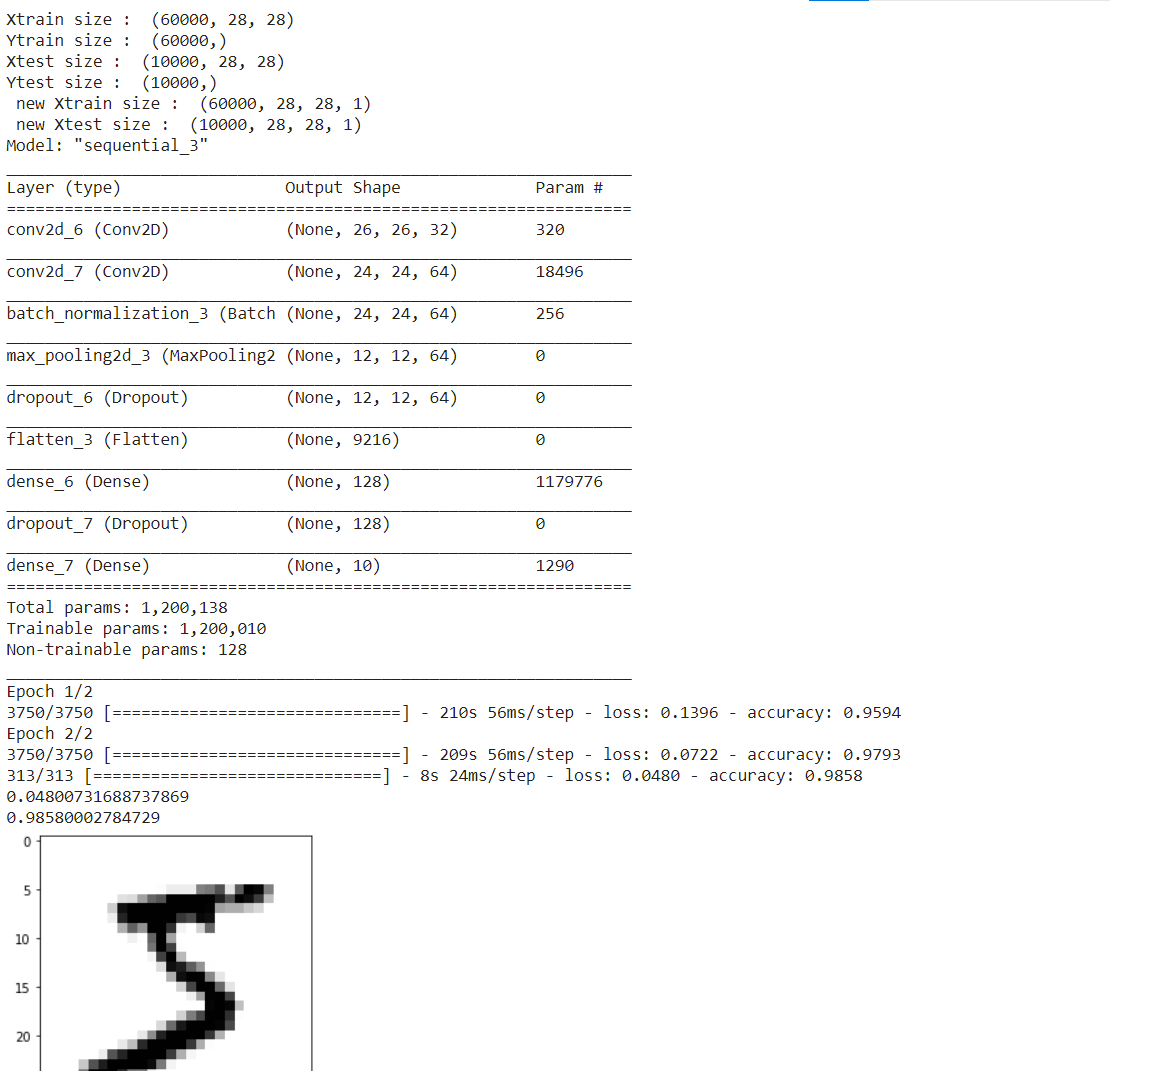 Xtrain size :  (60000, 28, 28)
Ytrain size :  (60000,)
Xtest size :  (10000, 28, 28)
Ytest size :  (10000,)
 new Xtrain size :  (60000, 28, 28, 1)
 new Xtest size :  (10000, 28, 28, 1)
Model: "sequential_3"
_________________________________________________________________
Layer (type)                 Output Shape              Param #
=================================================================
conv2d_6 (Conv2D)            (None, 26, 26, 32)        320
_________________________________________________________________
conv2d_7 (Conv2D)            (None, 24, 24, 64)        18496
_________________________________________________________________
batch_normalization_3 (Batch (None, 24, 24, 64)        256
_________________________________________________________________
max_pooling2d_3 (MaxPooling2 (None, 12, 12, 64)        0
_________________________________________________________________
dropout_6 (Dropout)          (None, 12, 12, 64)        0
_________________________________________________________________
flatten_3 (Flatten)          (None, 9216)              0
_________________________________________________________________
dense_6 (Dense)              (None, 128)               1179776
_________________________________________________________________
dropout_7 (Dropout)          (None, 128)               0
_________________________________________________________________
dense_7 (Dense)              (None, 10)                1290
=================================================================
Total params: 1,200,138
Trainable params: 1,200,010
Non-trainable params: 128
_________________________________________________________________
Epoch 1/2
3750/3750 [==============================] - 210s 56ms/step - loss: 0.1396 - accuracy: 0.9594
Epoch 2/2
3750/3750 [==============================] - 209s 56ms/step - loss: 0.0722 - accuracy: 0.9793
313/313 [==============================] - 8s 24ms/step - loss: 0.0480 - accuracy: 0.9858
0.04800731688737869
0.98580002784729
0
5
10
15
20